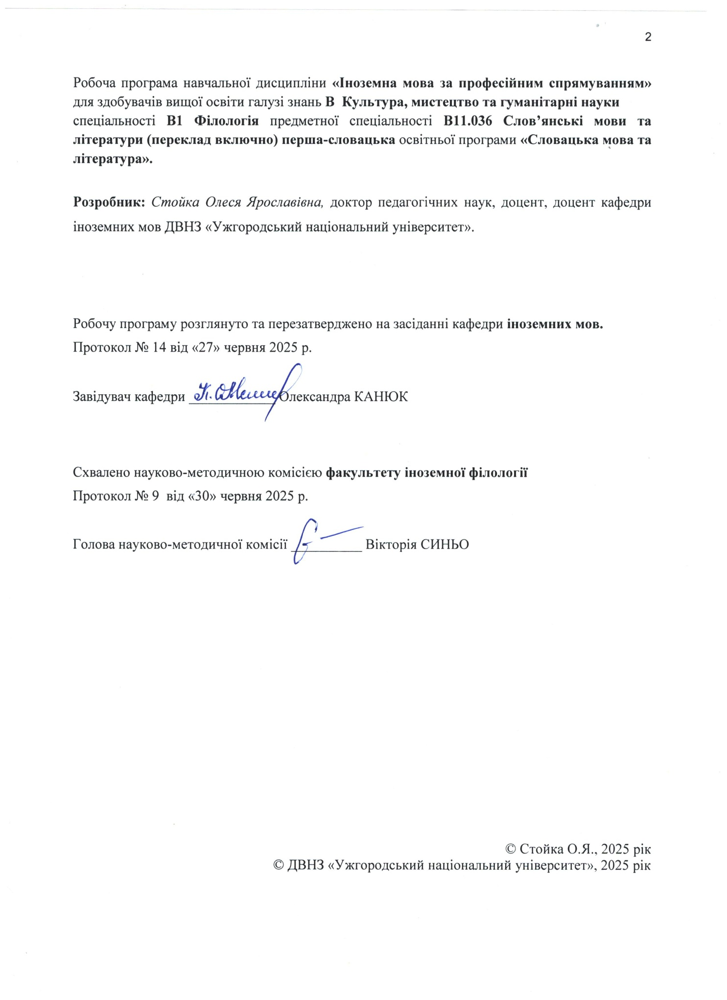 2
Робоча програма навчальної дисципліни «Іноземна мова за професійним спрямуванням»
для здобувачів вищої освіти галузі знань В Культура, мистецтво та гуманітарні науки
спеціальності В1 Філологія предметної спеціальності В11.036 Слов’янські мови та
літератури (переклад включно) перша-словацька освітньої програми «Словацька мова та
література».
Розробник: Стойка Олеся Ярославівна, доктор педагогічних наук, доцент, доцент кафедри
іноземних мов ДВНЗ «Ужгородський національний університет».
Робочу програму розглянуто та перезатверджено на засіданні кафедри іноземних мов.
Протокол № 14 від «27» червня 2025 р.
Завідувач кафедри Олександра КАНЮК
Схвалено науково-методичною комісією факультету іноземної філології
Протокол № 9 від «30» червня 2025 р.
Голова науково-методичної комісії Вікторія СИНЬО
© Стойка О.Я., 2025 рік
© ДВНЗ «Ужгородський національний університет», 2025 рік